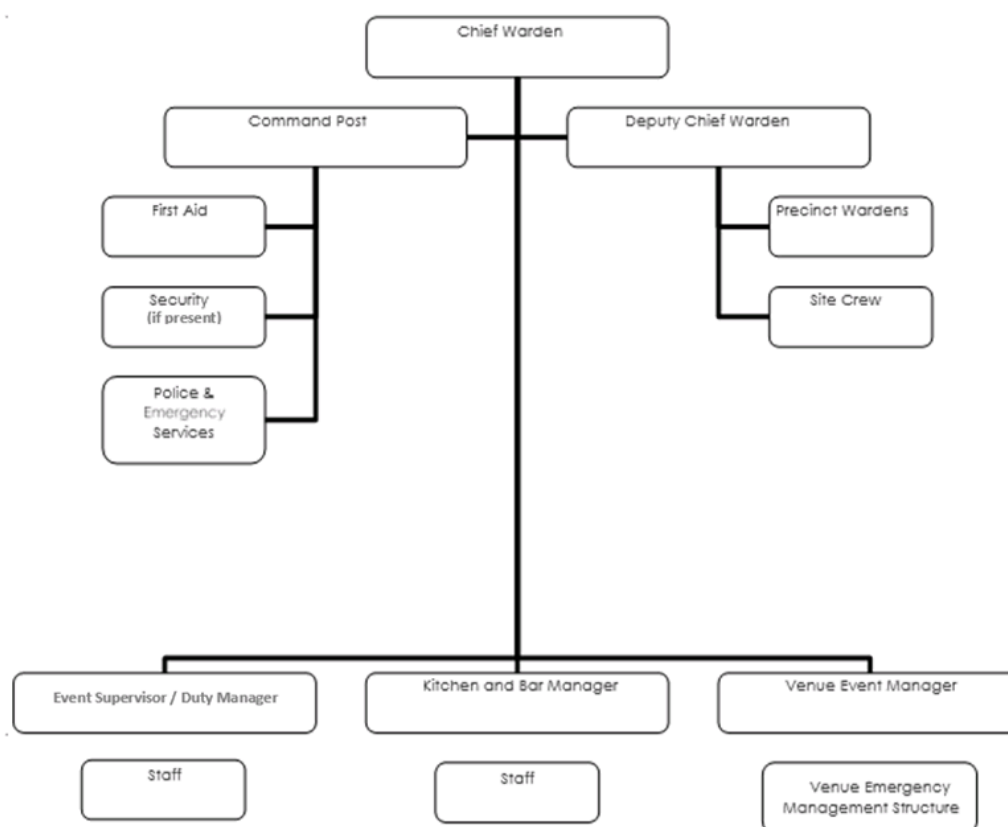 Chief Warden
Command Post
Deputy Chief Warden
First Aid
Precinct Wardens
Security
(if present)
Site Crew
Police &
Emergency
Services
Event Supervisor / Duty Manager
Kitchen and Bar Manager
Venue Event Manager
Staff
Staff
Venue Emergency
Management Structure